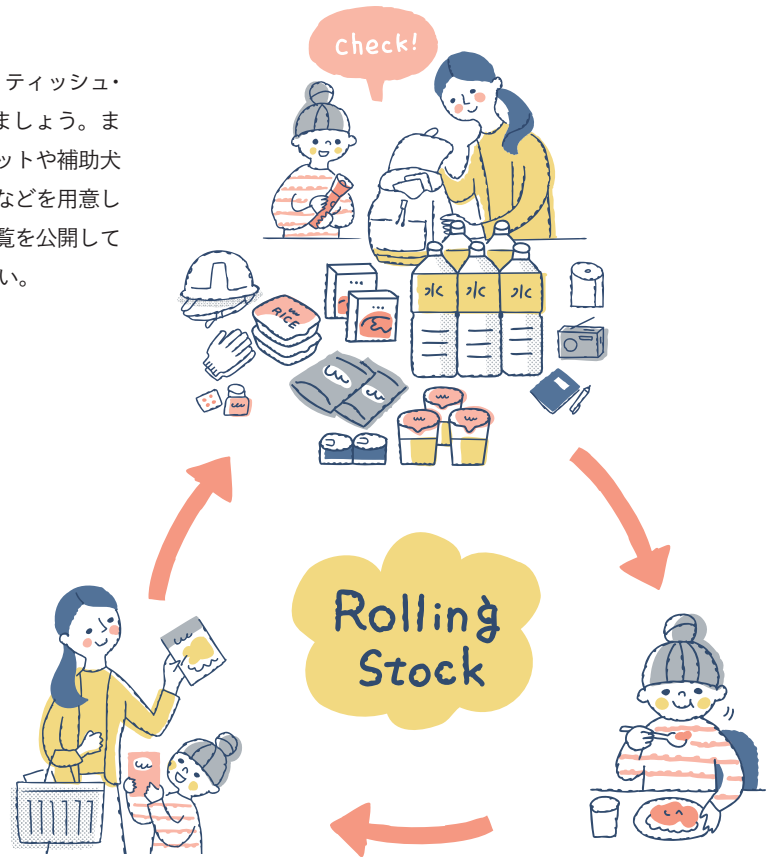 ティッシュ・
ましょう。ま
ットや補助犬
などを用意し
覧を公開して
い。
check!
水 水 水
RICE
Rolling
Stock